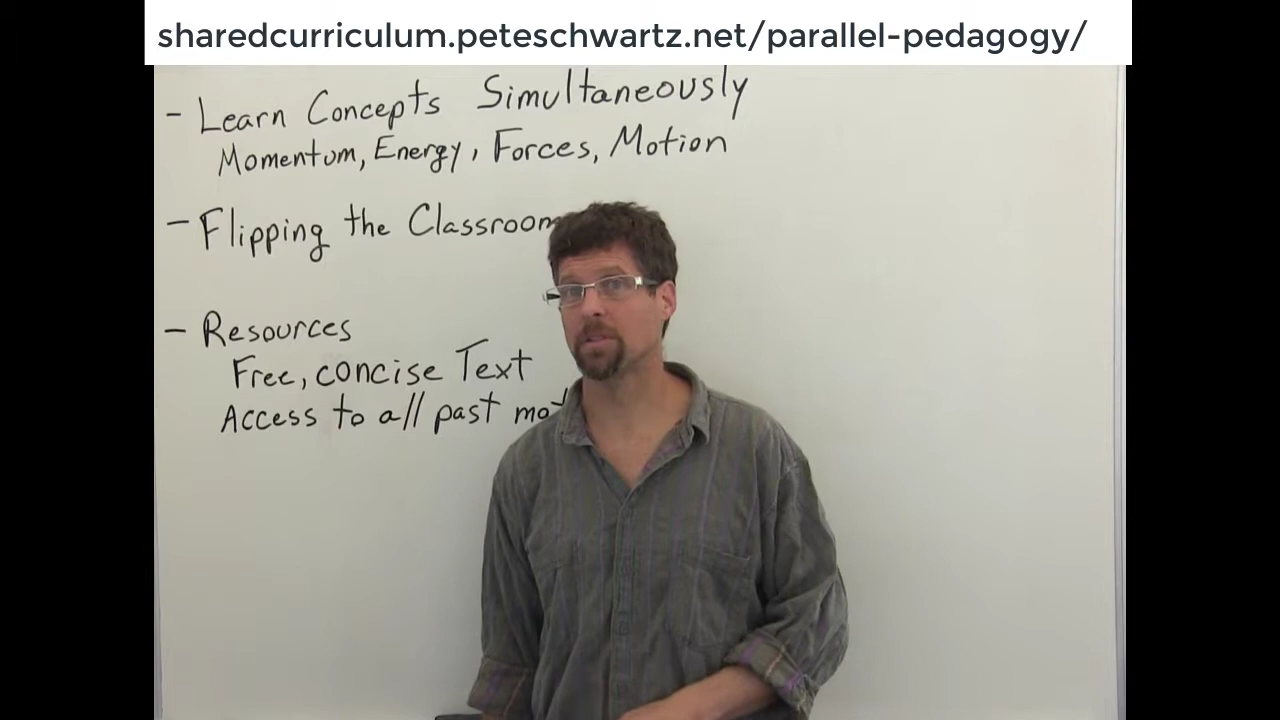 sharedcurriculum.peteschwartz.net/parallel-pedagogy/
- Learn Concepts Simultaneously
Momentum, Energy, Forces, Motion
- Flipping the Classroom
- Resources
Free, concise Text
Access to all past